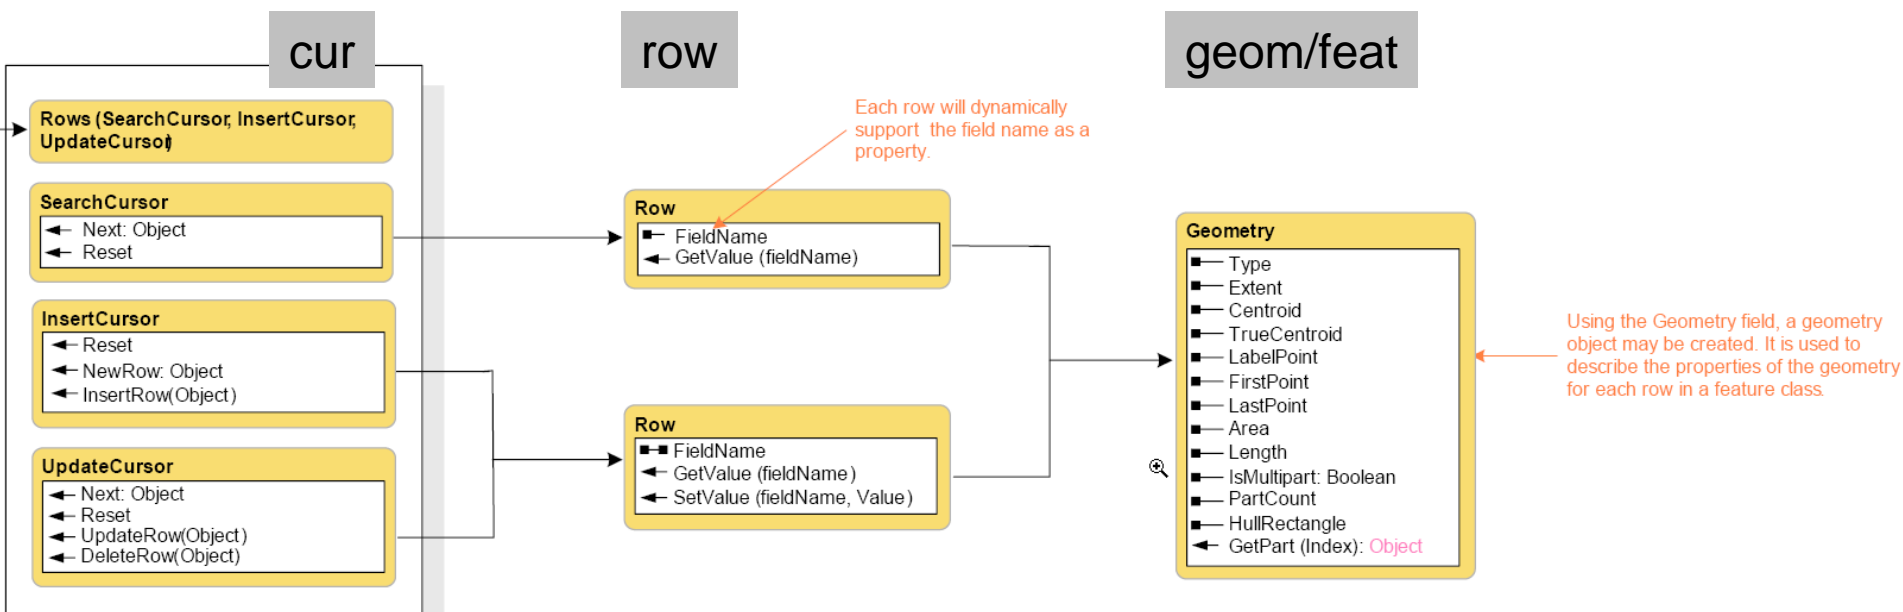 cur
row
geom/feat
Rows (SearchCursor, InsertCursor,
UpdateCursor)
SearchCursor
Next: Object
Reset
InsertCursor
Reset
NewRow: Object
InsertRow(Object)
UpdateCursor
Next: Object
Reset
UpdateRow(Object)
DeleteRow(Object)
Each row will dynamically
support the field name as a
property.
Row
FieldName
GetValue (fieldName)
Row
FieldName
GetValue (fieldName)
SetValue (fieldName, Value)
Geometry
Type
Extent
Centroid
TrueCentroid
LabelPoint
FirstPoint
LastPoint
Area
Length
IsMultipart: Boolean
PartCount
HullRectangle
GetPart (Index): Object
Using the Geometry field, a geometry
object may be created. It is used to
describe the properties of the geometry
for each row in a feature class.